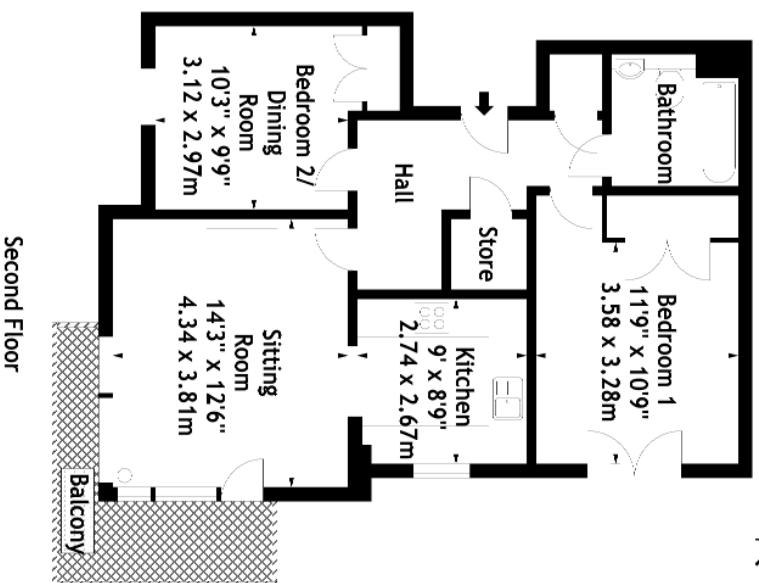 Bedroom 2/
Dining
Room
10'3" x 9'9"
3.12 x 2.97m
Bathroom
Hall
Store
Bedroom 1
11'9" x 10'9"
3.58 x 3.28m
Kitchen
9' x 8'9"
2.74 x 2.67m
Sitting
Room
14'3" x 12'6"
4.34 x 3.81m
Balcony
Second Floor